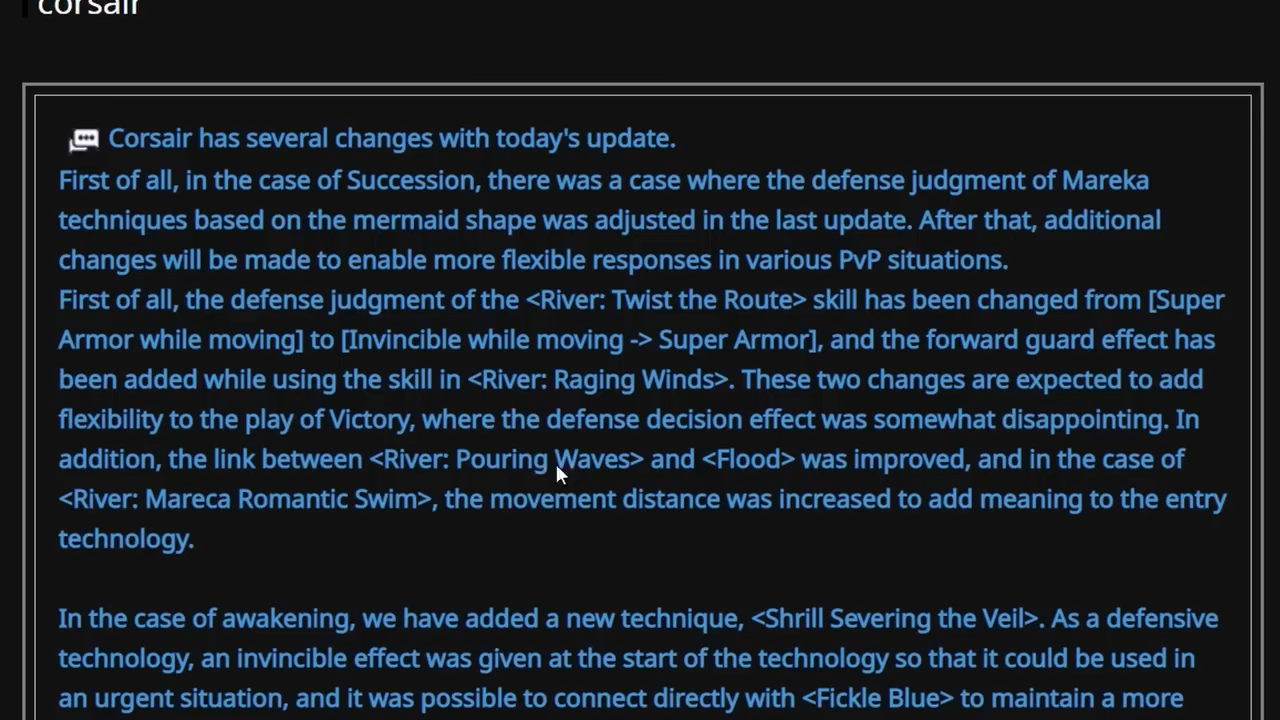 corsair
Corsair has several changes with today's update.
First of all, in the case of Succession, there was a case where the defense judgment of Mareka
techniques based on the mermaid shape was adjusted in the last update. After that, additional
changes will be made to enable more flexible responses in various PvP situations.
First of all, the defense judgment of the <River: Twist the Route> skill has been changed from [Super
Armor while moving] to [Invincible while moving -> Super Armor], and the forward guard effect has
been added while using the skill in <River: Raging Winds>. These two changes are expected to add
flexibility to the play of Victory, where the defense decision effect was somewhat disappointing. In
addition, the link between <River: Pouring Waves> and <Flood> was improved, and in the case of
<River: Mareca Romantic Swim>, the movement distance was increased to add meaning to the entry
technology.
In the case of awakening, we have added a new technique, <Shrill Severing the Veil>. As a defensive
technology, an invincible effect was given at the start of the technology so that it could be used in
an urgent situation, and it was possible to connect directly with <Fickle Blue> to maintain a more